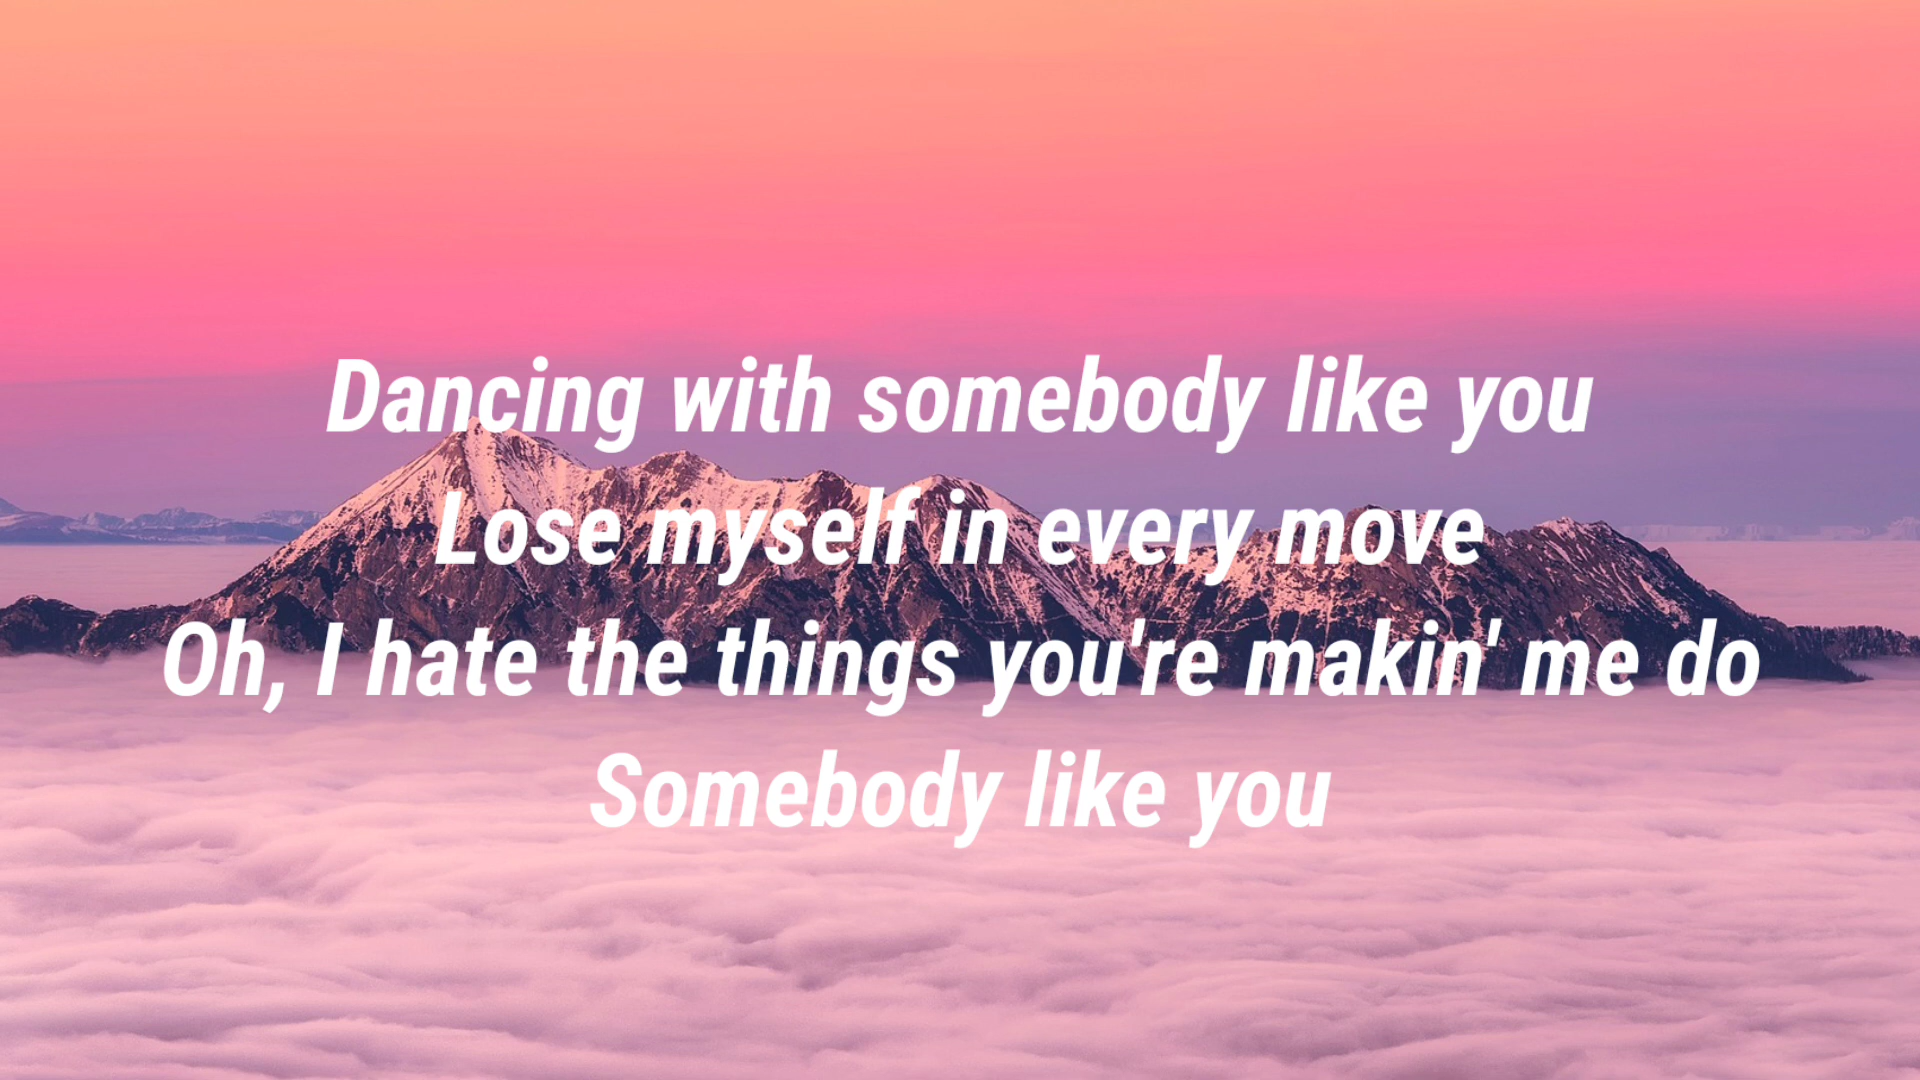 Dancing with somebody like you
Lose myself in every move
Oh, I hate the things you're makin' me do
Somebody like you